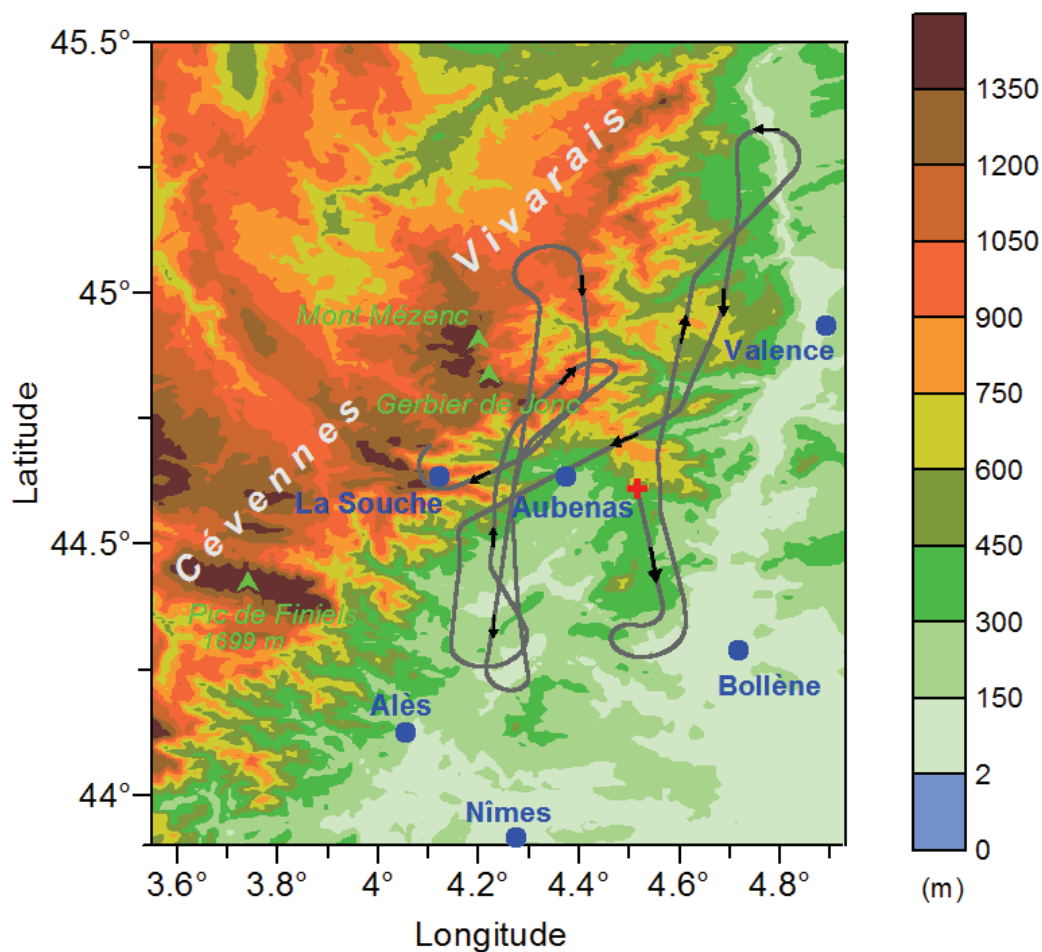 45.5°
45°
44.5°
44°
Latitude
3.6°
3.8°
4°
4.2°
4.4°
4.6°
4.8°
Longitude
Vivarais
Mont Mézenc
Gerbier de Jonc
Valence
Cévennes
La Souche
Aubenas
Pic de Finiels
1699 m
Bollène
Alès
Nîmes
1350
1200
1050
900
750
600
450
300
150
2
0
(m)